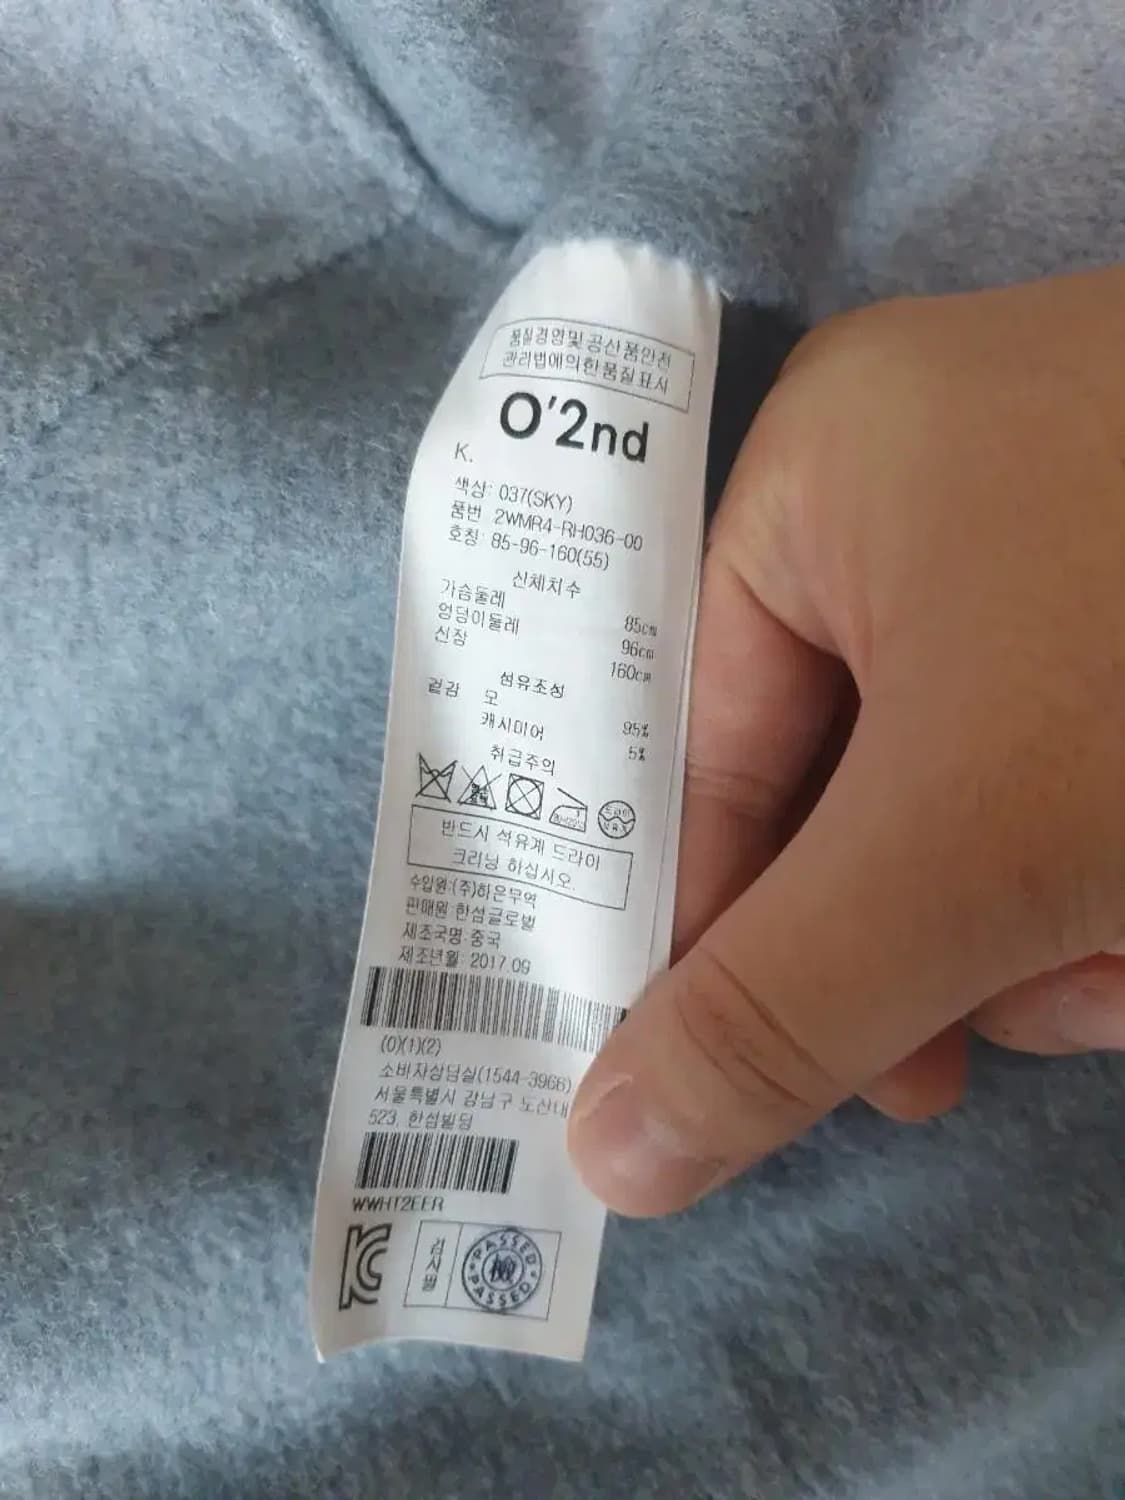 품질경영및 공산품안전
관리법에의한품질표시
O'2nd
K.
색상: 037(SKY)
품번 2WMR4-RH036-00
호칭 85-96-160(55)
신체치수
가슴둘레 85cm
엉덩이둘레 96cm
신장 160cm
섬유조성
겉감 모 95%
캐시미어 5%
취급주의
드라이
반드시 석유계 드라이
크리닝 하십시오.
수입원:(주)하은무역
판매원:한섬글로벌
제조국명:중국
제조년월: 2017.09
(0)(1)(2)
소비자상담실(1544-3966)
서울특별시 강남구 도산대
523, 한섬빌딩
WWHT2EER
검사필
PASSED
檢
PASSED